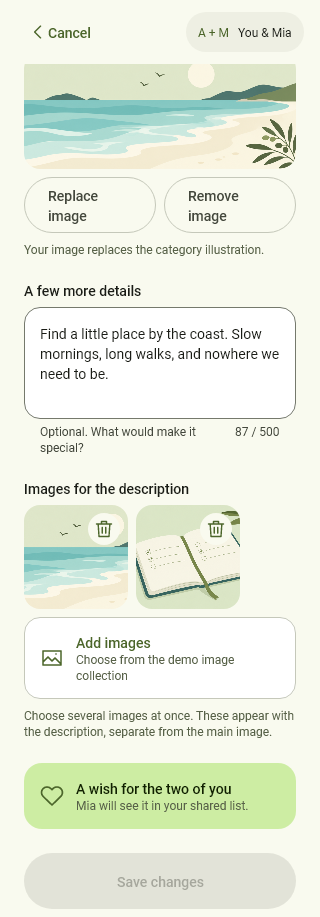 Cancel
A + M You & Mia
Replace image
Remove image
Your image replaces the category illustration.
A few more details
Find a little place by the coast. Slow
mornings, long walks, and nowhere we
need to be.
Optional. What would make it special?
87 / 500
Images for the description
Add images
Choose from the demo image
collection
Choose several images at once. These appear with
the description, separate from the main image.
A wish for the two of you
Mia will see it in your shared list.
Save changes